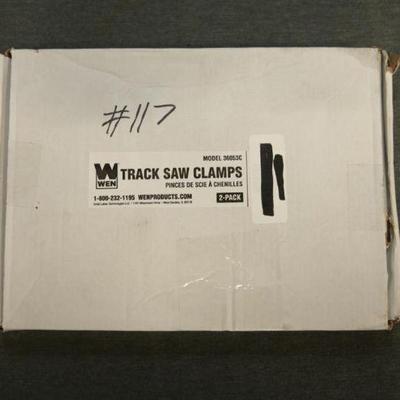 #117
MODEL 36053C
W WEN TRACK SAW CLAMPS
PINCES DE SCIE À CHENILLES
1-800-232-1195 WENPRODUCTS.COM 2-PACK